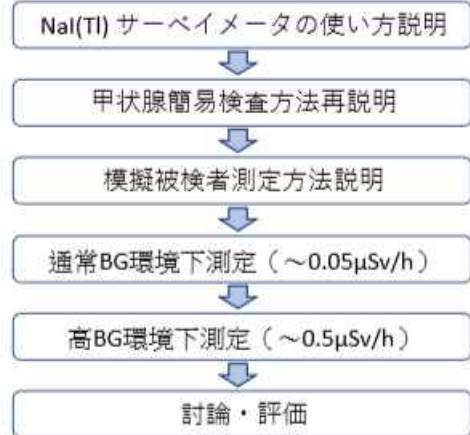 NaI(Tl) サーベイメータの使い方説明
甲状腺簡易検査方法再説明
模擬被検者測定方法説明
通常BG環境下測定（～0.05μSv/h）
高BG環境下測定（～0.5μSv/h）
討論・評価